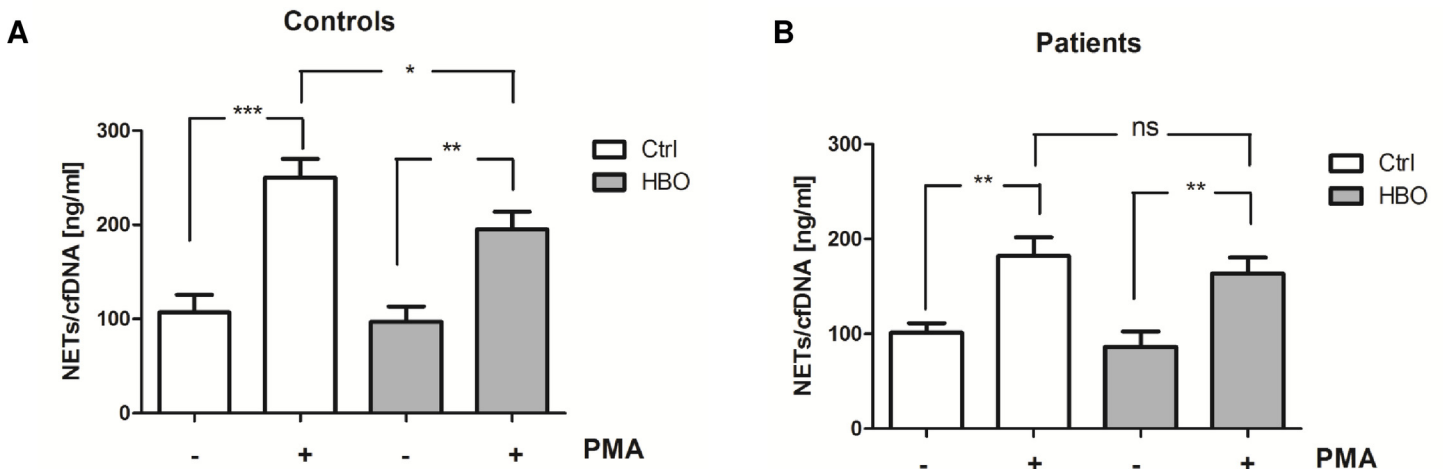 A
Controls
*
***
**
300
200
100
0
NETs/cfDNA [ng/ml]
Ctrl
HBO
- + - + PMA
B
Patients
ns
**
**
300
200
100
0
NETs/cfDNA [ng/ml]
Ctrl
HBO
- + - + PMA